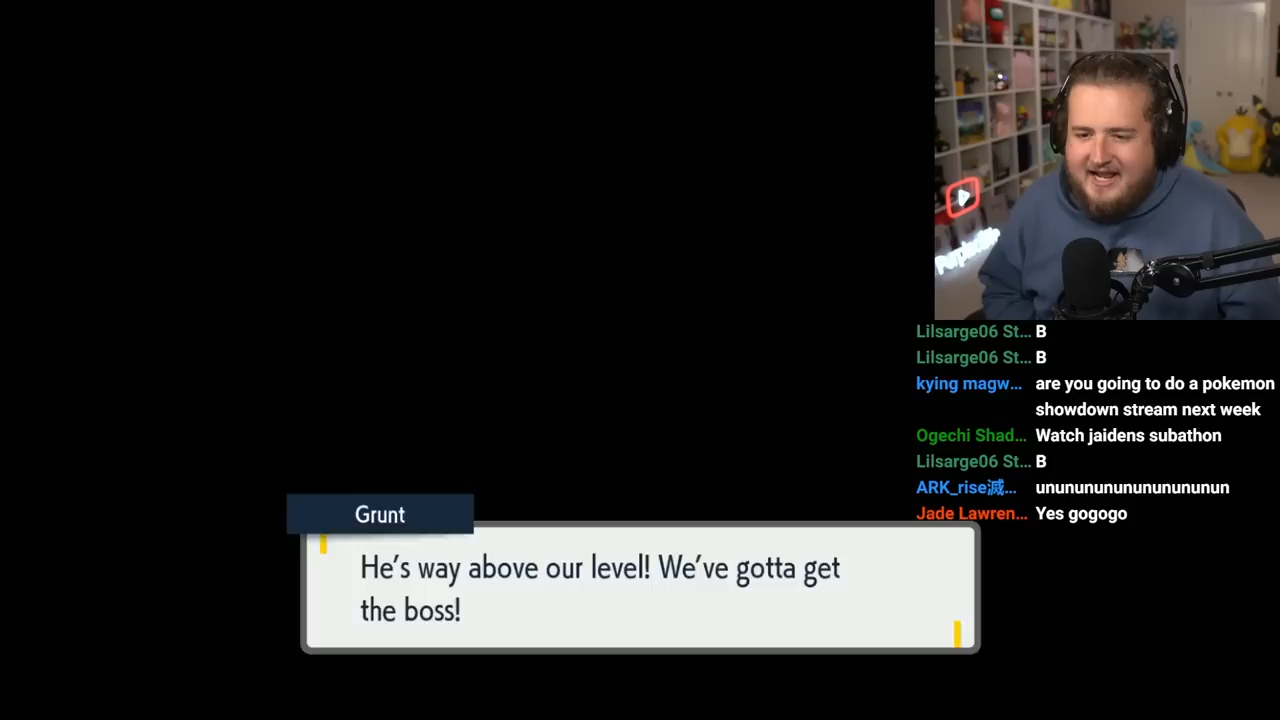 Lilsarge06 St... B
Lilsarge06 St... B
kying magw... are you going to do a pokemon
showdown stream next week
Ogechi Shad... Watch jaidens subathon
Lilsarge06 St... B
ARK_rise滅... unununununununununun
Jade Lawren... Yes gogogo
Grunt
He's way above our level! We've gotta get
the boss!